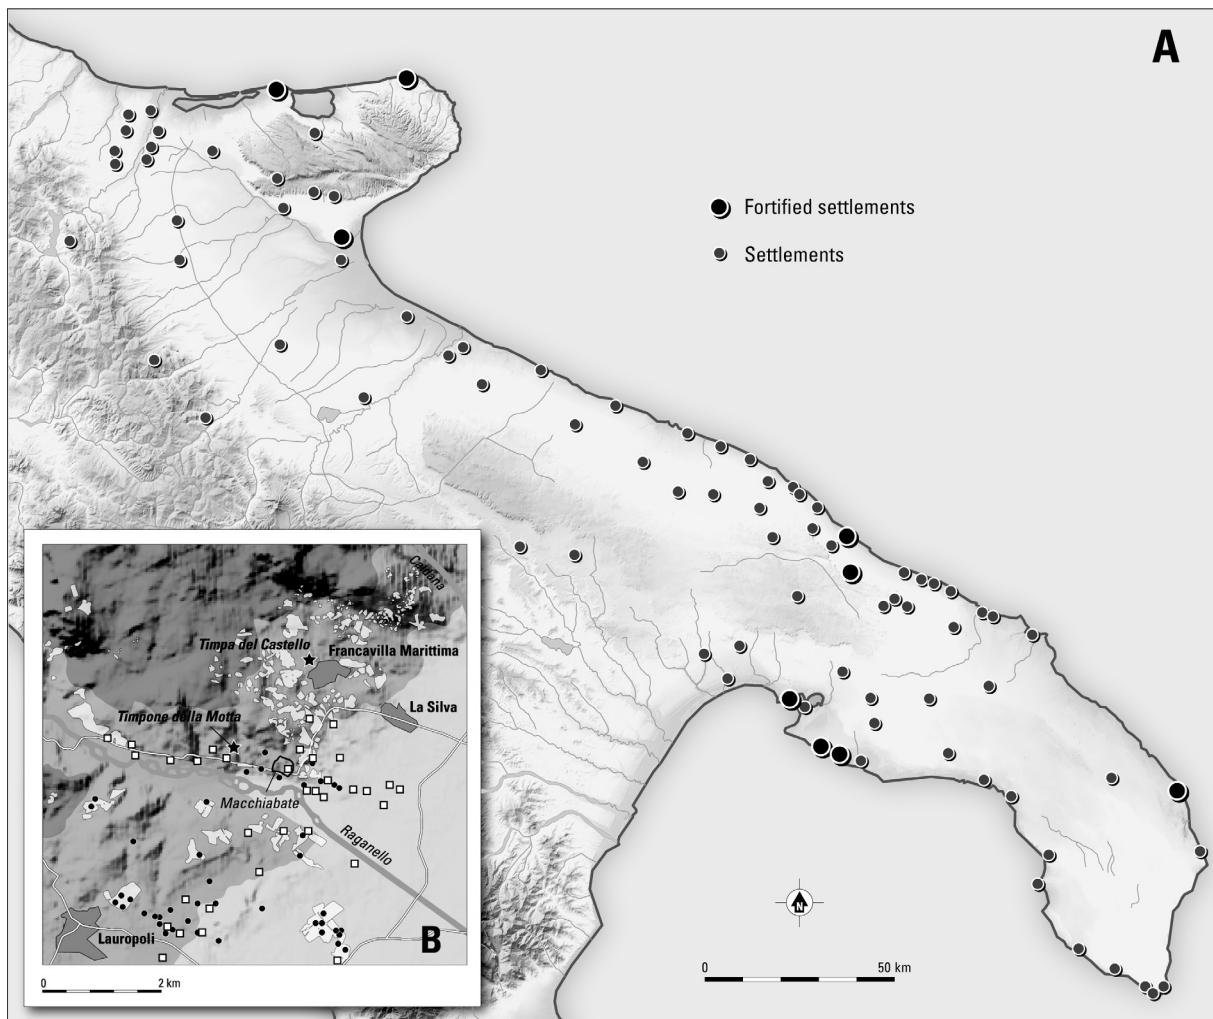 A
Fortified settlements
Settlements
Caldana
Timpa del Castello
Francavilla Marittima
La Silva
Timpone della Motta
Macchiabate
Raganello
Lauropoli
B
0 2 km
N
0 50 km